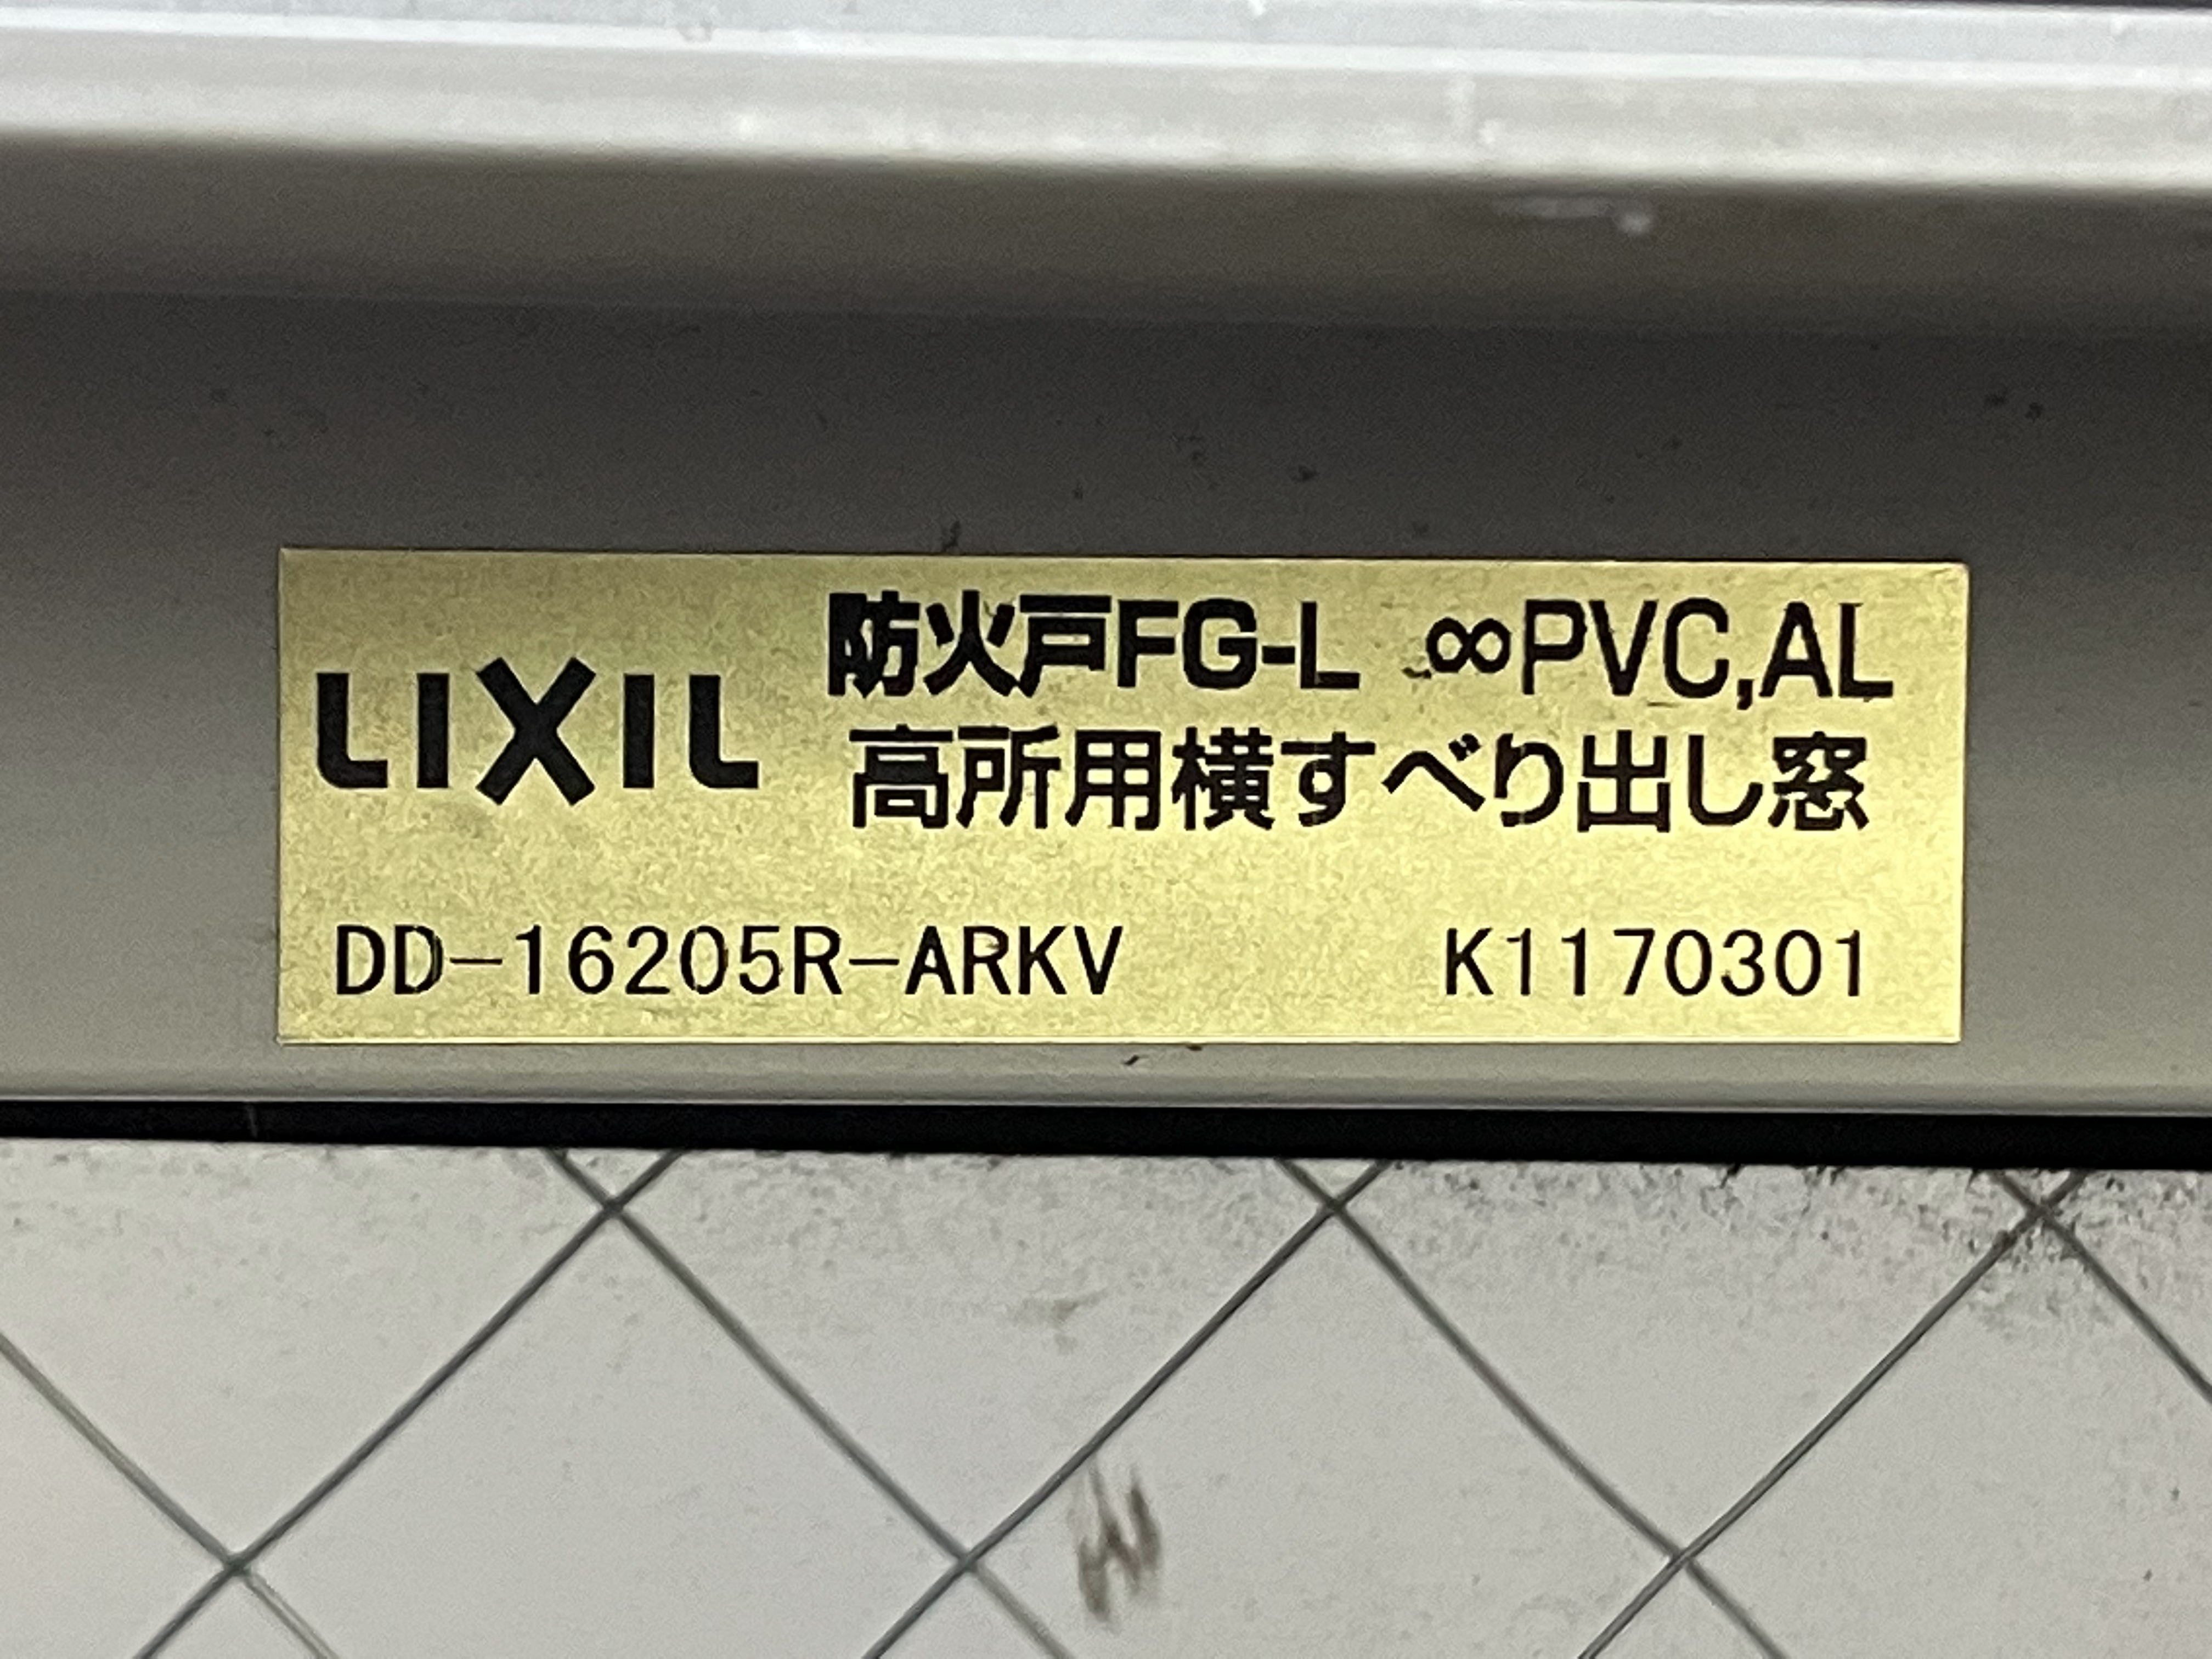 LIXIL
防火戸FG-L ∞PVC,AL
高所用横すべり出し窓
DD-16205R-ARKV K1170301